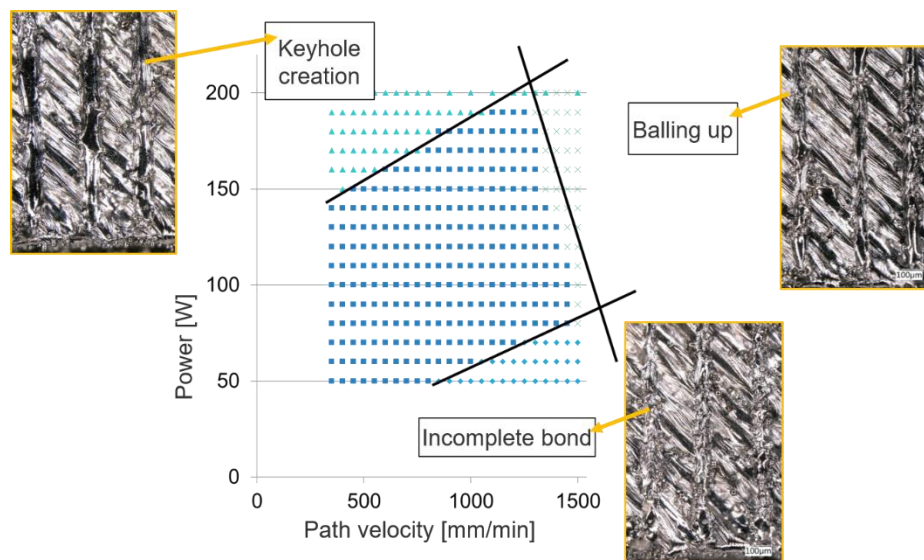 Keyhole
creation
Balling up
200
150
100
50
0
Power [W]
0
500
1000
1500
Path velocity [mm/min]
Incomplete bond
100µm
100µm